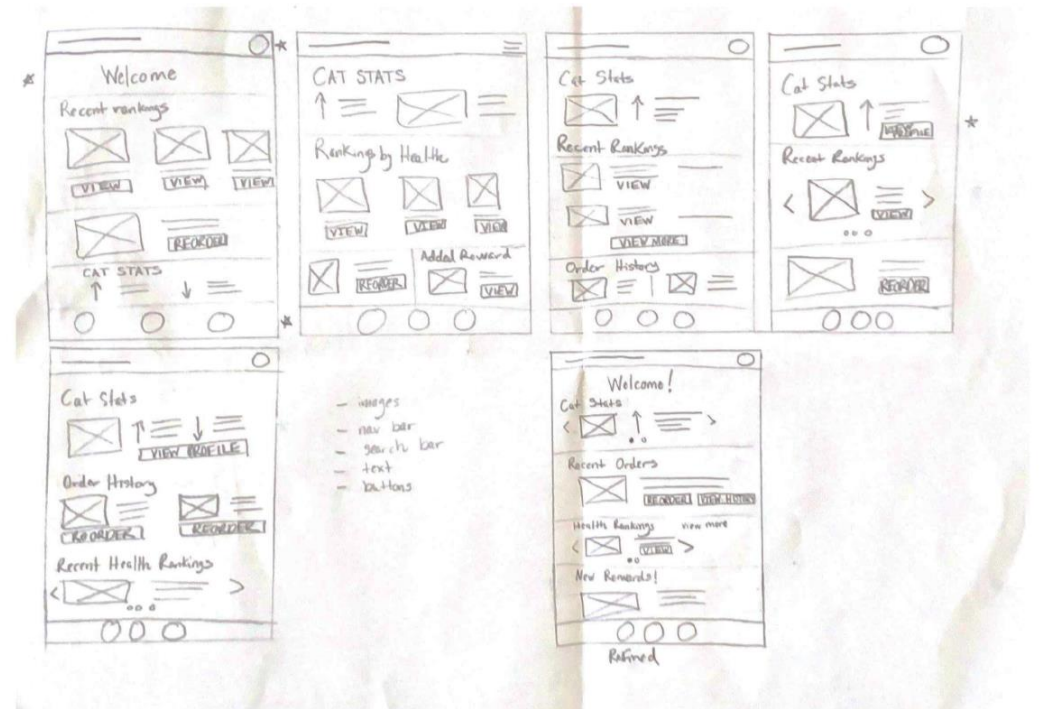 Welcome
Recent rankings
VIEW VIEW VIEW
REORDER
CAT STATS
CAT STATS
Rankings by Health
VIEW VIEW VIEW
Added Reward
REORDER
VIEW
Cat Stats
Recent Rankings
VIEW
VIEW
VIEW MORE
Order History
Cat Stats
VIEW PROFILE
Recent Rankings
VIEW
REORDER
Cat Stats
VIEW PROFILE
Order History
REORDER REORDER
Recent Health Rankings
- images
- nav bar
- search bar
- text
- buttons
Welcome!
Cat Stats
Recent Orders
REORDER VIEW HISTORY
Health Rankings view more
VIEW
New Rewards!
Refined